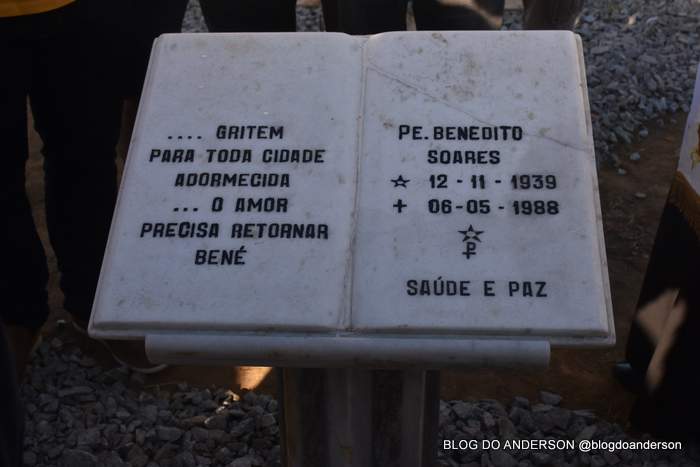 .... GRITEM
PARA TODA CIDADE
ADORMECIDA
... O AMOR
PRECISA RETORNAR
BENÉ
PE. BENEDITO
SOARES
☆ 12 - 11 - 1939
+ 06 - 05 - 1988
SAÚDE E PAZ
BLOG DO ANDERSON @blogdoanderson